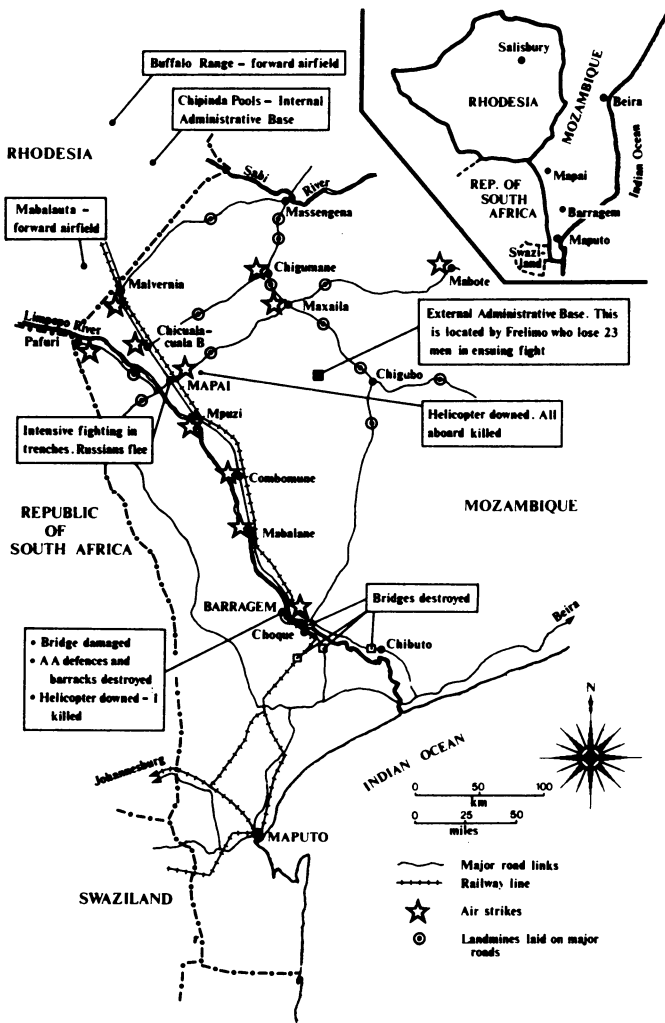 Buffalo Range – forward airfield
Chipinda Pools – Internal
Administrative Base
RHODESIA
Sabi
River
Massengena
Mabalauta –
forward airfield
Malvernia
Chigumane
Mabote
Maxaila
Limpopo River
Pafuri
Chicuala-
cuala B
MAPAI
External Administrative Base. This
is located by Frelimo who lose 23
men in ensuing fight
Chigubo
Helicopter downed. All
aboard killed
Mpuzi
Intensive fighting in
trenches. Russians flee
Combomune
REPUBLIC
OF
SOUTH AFRICA
MOZAMBIQUE
Mabalane
BARRAGEM
Bridges destroyed
Choque
Chibuto
Beira
• Bridge damaged
• A A defences and
barracks destroyed
• Helicopter downed – 1
killed
INDIAN OCEAN
Johannesburg
MAPUTO
SWAZILAND
N
0 50 100
km
0 25 50
miles
Major road links
Railway line
Air strikes
Landmines laid on major
roads
Salisbury
RHODESIA
MOZAMBIQUE
Beira
Indian Ocean
Mapai
REP. OF
SOUTH
AFRICA
Barragem
Maputo
Swazi-
land